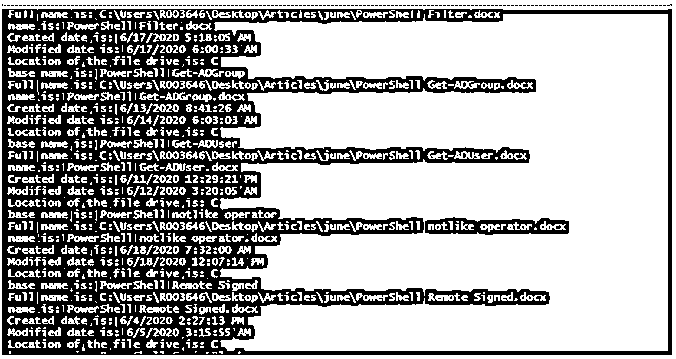 Full name is: C:\Users\R003646\Desktop\Articles\june\PowerShell Filter.docx
name is: PowerShell Filter.docx
Created date is: 6/17/2020 5:18:05 AM
Modified date is: 6/17/2020 6:00:33 AM
Location of the file drive is: C
base name is: PowerShell Get-ADGroup
Full name is: C:\Users\R003646\Desktop\Articles\june\PowerShell Get-ADGroup.docx
name is: PowerShell Get-ADGroup.docx
Created date is: 6/13/2020 8:41:26 AM
Modified date is: 6/14/2020 6:03:03 AM
Location of the file drive is: C
base name is: PowerShell Get-ADUser
Full name is: C:\Users\R003646\Desktop\Articles\june\PowerShell Get-ADUser.docx
name is: PowerShell Get-ADUser.docx
Created date is: 6/11/2020 12:29:21 PM
Modified date is: 6/12/2020 3:20:05 AM
Location of the file drive is: C
base name is: PowerShell notlike operator
Full name is: C:\Users\R003646\Desktop\Articles\june\PowerShell notlike operator.docx
name is: PowerShell notlike operator.docx
Created date is: 6/18/2020 7:32:00 AM
Modified date is: 6/18/2020 12:07:14 PM
Location of the file drive is: C
base name is: PowerShell Remote Signed
Full name is: C:\Users\R003646\Desktop\Articles\june\PowerShell Remote Signed.docx
name is: PowerShell Remote Signed.docx
Created date is: 6/4/2020 2:27:13 PM
Modified date is: 6/5/2020 3:15:55 AM
Location of the file drive is: C